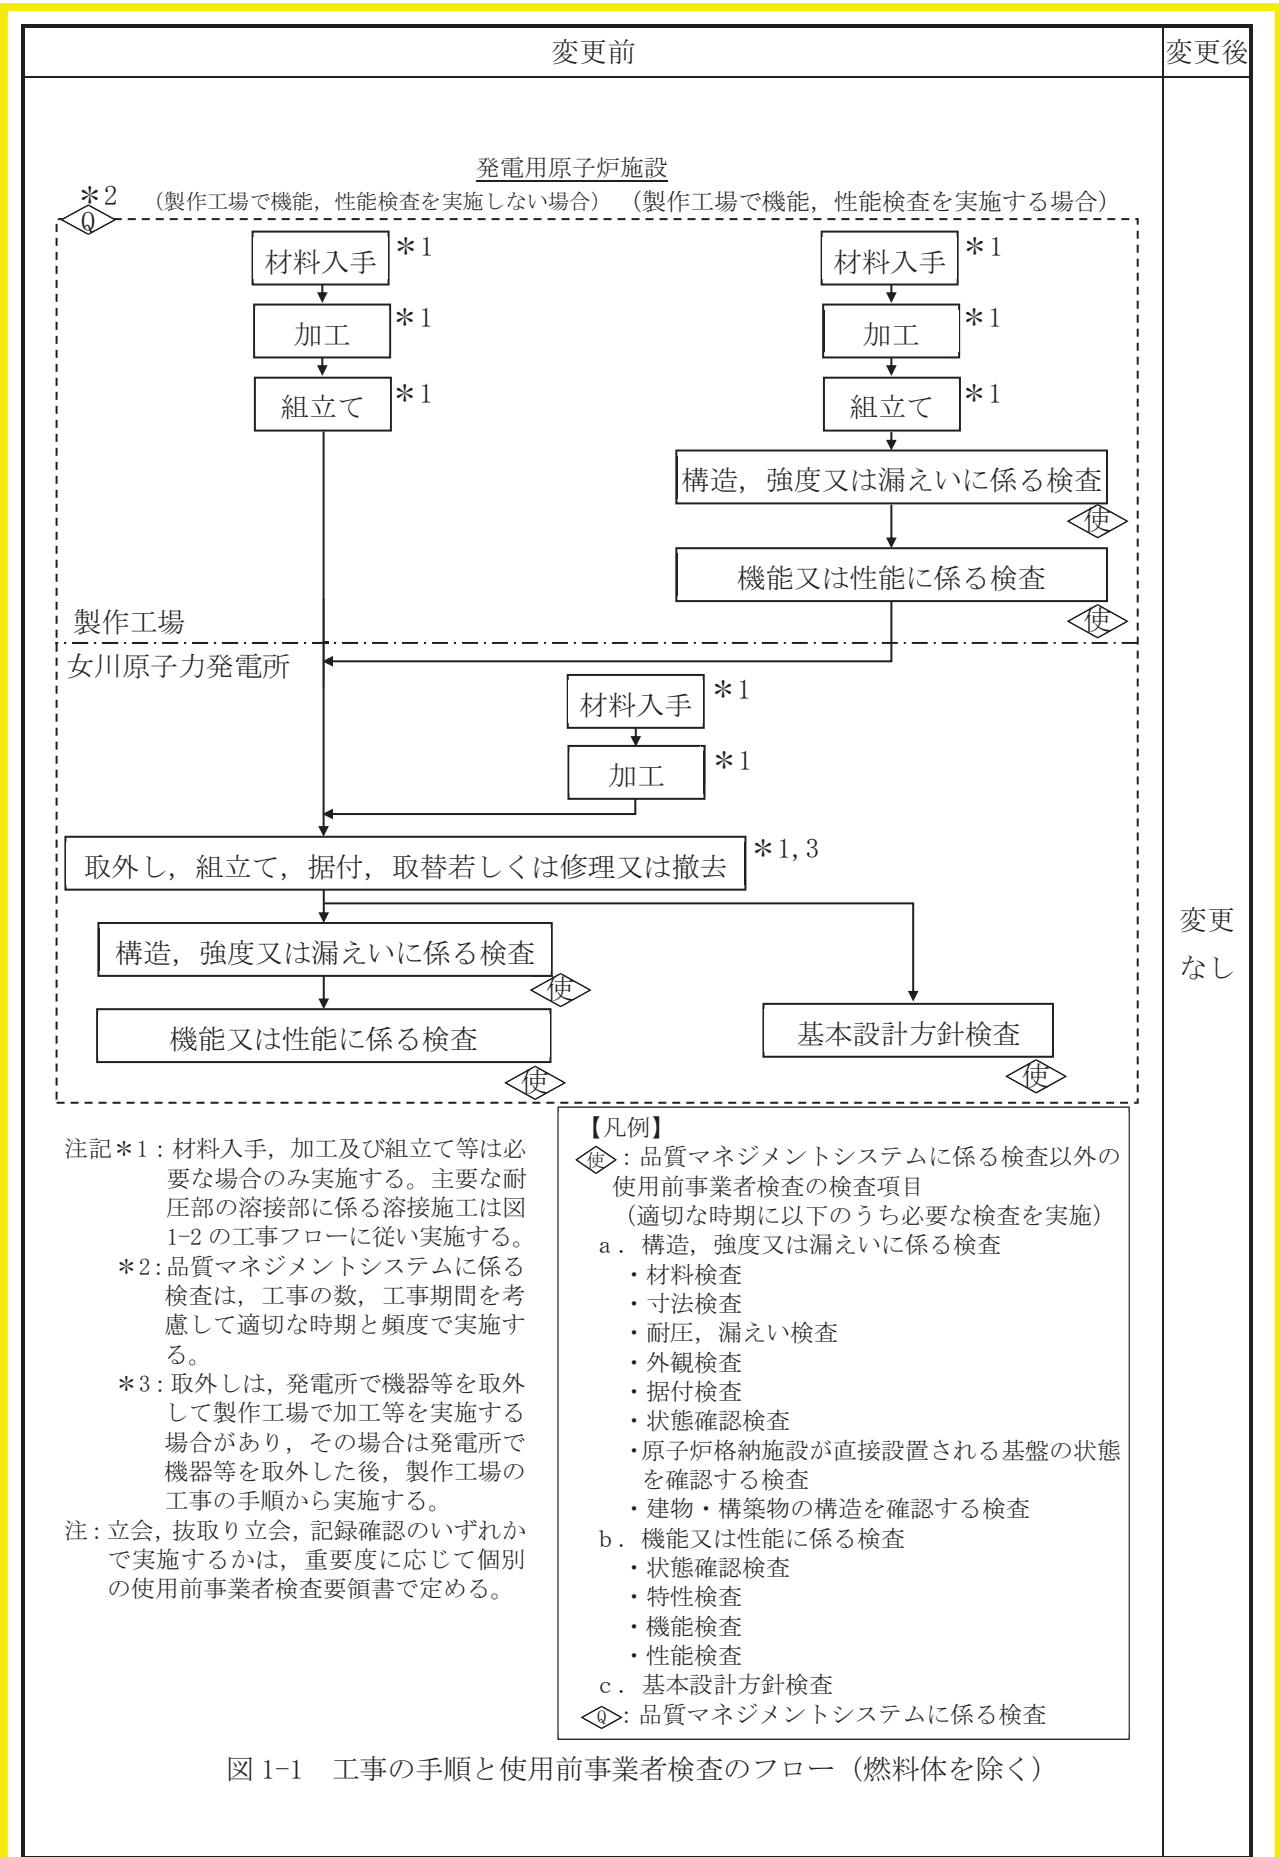 変更前
変更後
発電用原子炉施設
＊2
（製作工場で機能，性能検査を実施しない場合）
（製作工場で機能，性能検査を実施する場合）
Q
材料入手
＊1
材料入手
＊1
加工
＊1
加工
＊1
組立て
＊1
組立て
＊1
構造，強度又は漏えいに係る検査
使
機能又は性能に係る検査
使
製作工場
女川原子力発電所
材料入手
＊1
加工
＊1
取外し，組立て，据付，取替若しくは修理又は撤去
＊1,3
構造，強度又は漏えいに係る検査
使
機能又は性能に係る検査
使
基本設計方針検査
使
変更
なし
注記＊1：材料入手，加工及び組立て等は必
要な場合のみ実施する。主要な耐
圧部の溶接部に係る溶接施工は図
1-2 の工事フローに従い実施する。
＊2：品質マネジメントシステムに係る
検査は，工事の数，工事期間を考
慮して適切な時期と頻度で実施す
る。
＊3：取外しは，発電所で機器等を取外
して製作工場で加工等を実施する
場合があり，その場合は発電所で
機器等を取外した後，製作工場の
工事の手順から実施する。
注：立会，抜取り立会，記録確認のいずれか
で実施するかは，重要度に応じて個別
の使用前事業者検査要領書で定める。
【凡例】
使：品質マネジメントシステムに係る検査以外の
使用前事業者検査の検査項目
（適切な時期に以下のうち必要な検査を実施）
ａ．構造，強度又は漏えいに係る検査
・材料検査
・寸法検査
・耐圧，漏えい検査
・外観検査
・据付検査
・状態確認検査
・原子炉格納施設が直接設置される基盤の状態
を確認する検査
・建物・構築物の構造を確認する検査
ｂ．機能又は性能に係る検査
・状態確認検査
・特性検査
・機能検査
・性能検査
ｃ．基本設計方針検査
Q：品質マネジメントシステムに係る検査
図 1-1　工事の手順と使用前事業者検査のフロー（燃料体を除く）